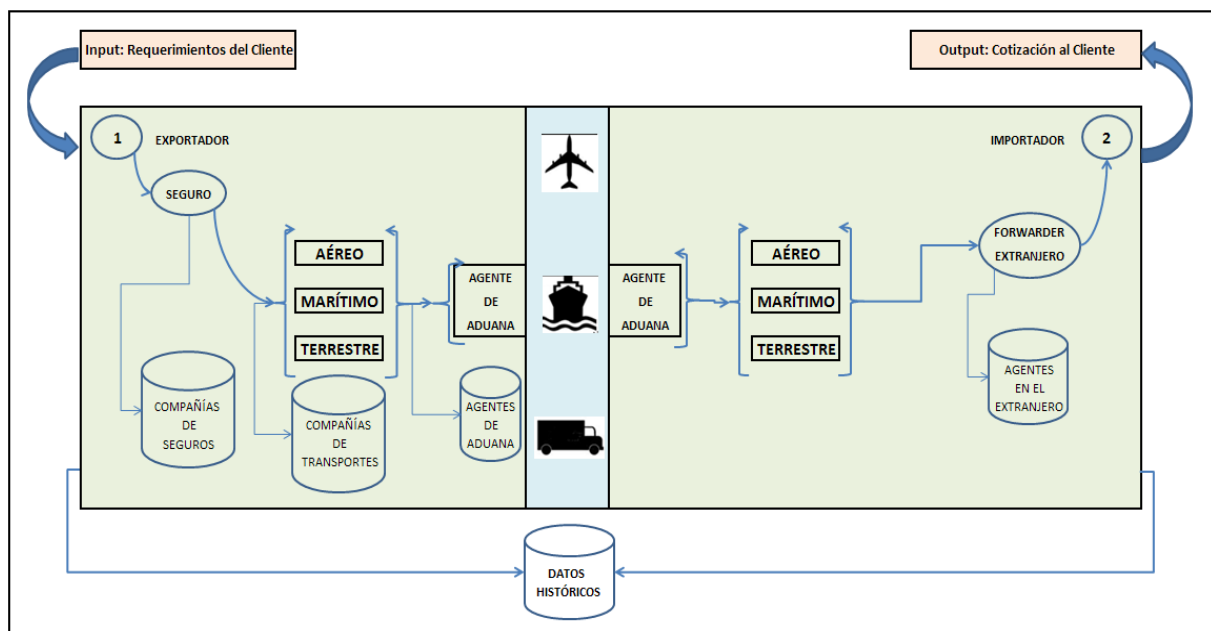 Input: Requerimientos del Cliente
Output: Cotización al Cliente
1
EXPORTADOR
IMPORTADOR
2
SEGURO
AÉREO
MARÍTIMO
TERRESTRE
AGENTE
DE
ADUANA
AGENTE
DE
ADUANA
AÉREO
MARÍTIMO
TERRESTRE
FORWARDER
EXTRANJERO
COMPAÑÍAS
DE
SEGUROS
COMPAÑÍAS
DE
TRANSPORTES
AGENTES
DE
ADUANA
AGENTES
EN EL
EXTRANJERO
DATOS
HISTÓRICOS